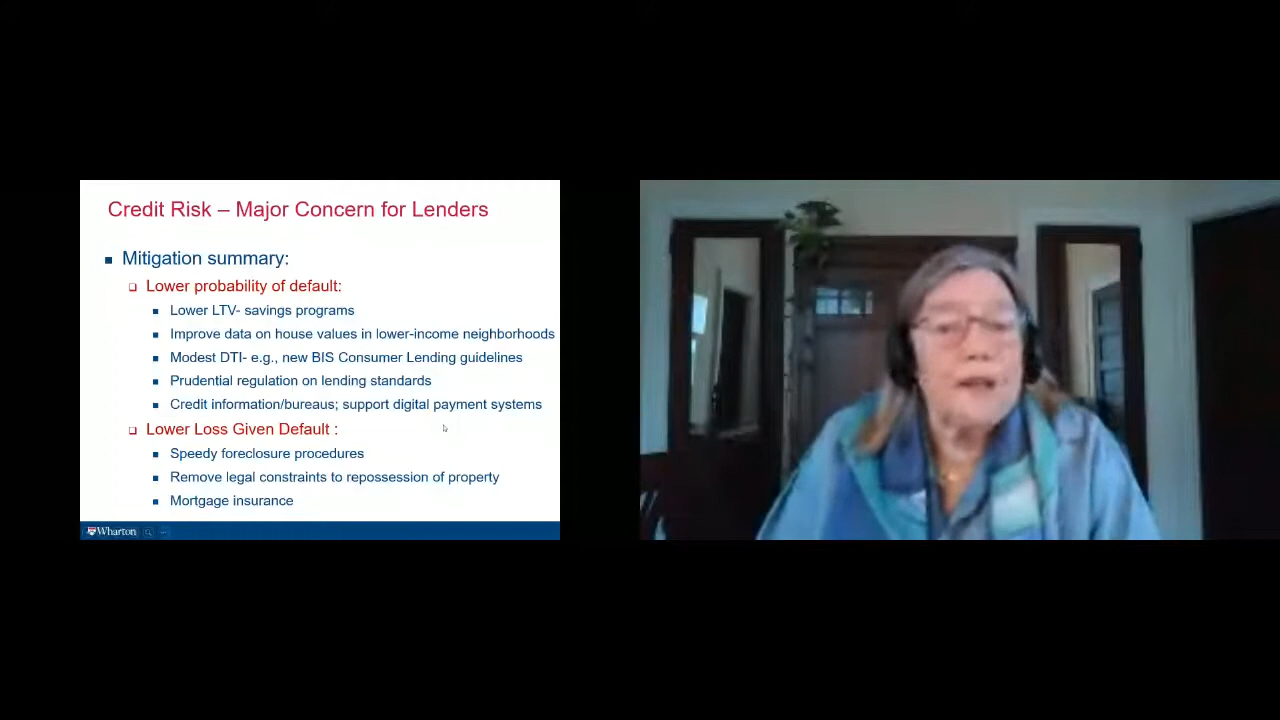 Credit Risk – Major Concern for Lenders
Mitigation summary:
Lower probability of default:
Lower LTV- savings programs
Improve data on house values in lower-income neighborhoods
Modest DTI- e.g., new BIS Consumer Lending guidelines
Prudential regulation on lending standards
Credit information/bureaus; support digital payment systems
Lower Loss Given Default :
Speedy foreclosure procedures
Remove legal constraints to repossession of property
Mortgage insurance
Wharton